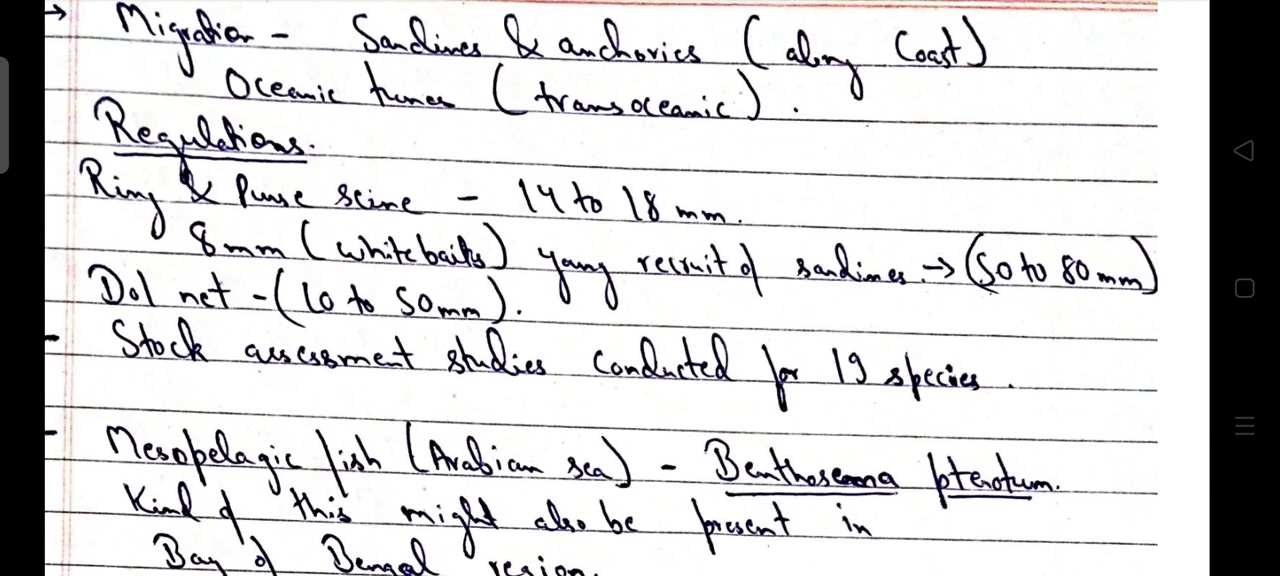 → Migration - Sardines & anchovies (along Coast)
Oceanic tunas (transoceanic).
Regulations.
Ring & Purse seine - 14 to 18 mm.
8mm (whitebaits) young recruit of sardines → (50 to 80 mm)
Dol net - (10 to 50mm).
- Stock assessment studies conducted for 19 species.
- Mesopelagic fish (Arabian sea) - Benthosema pterotum.
Kind of this might also be present in
Bay of Bengal region.